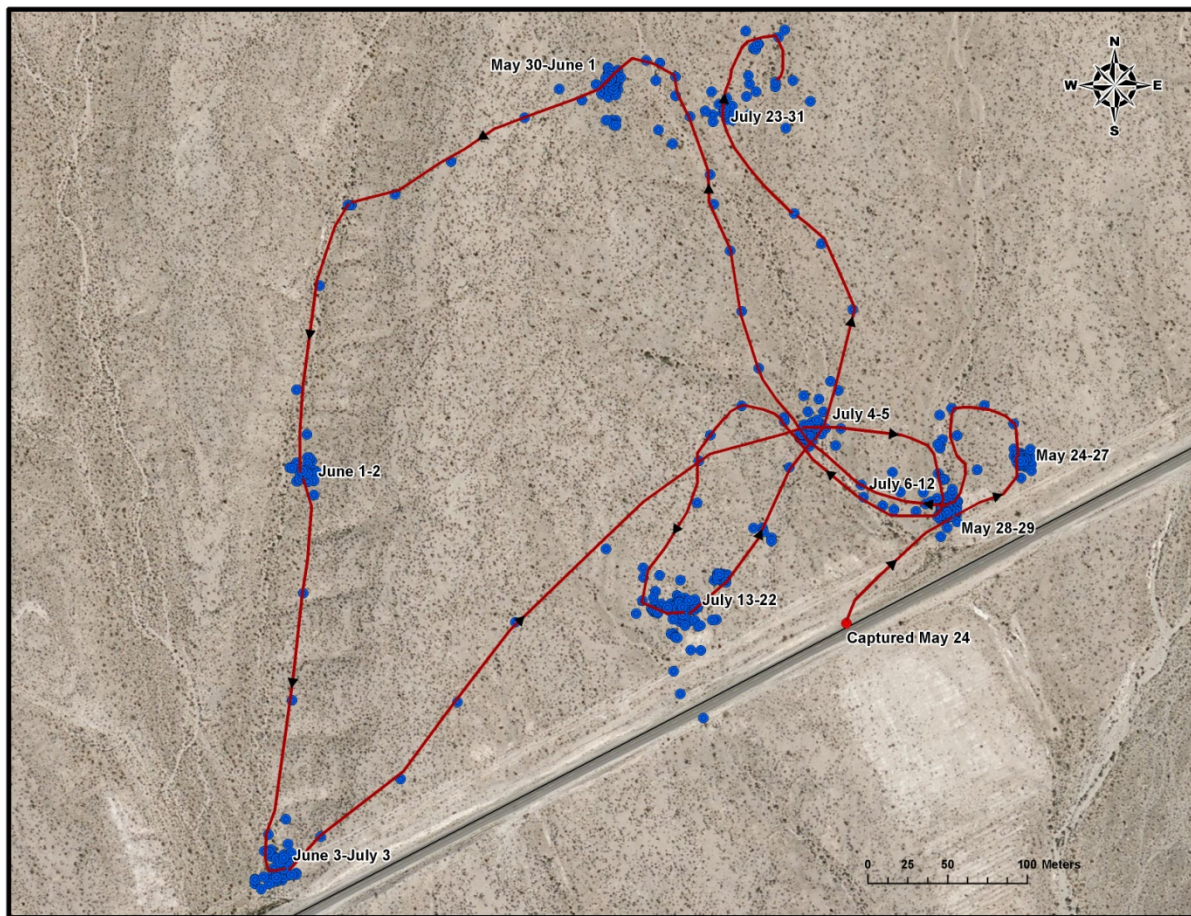 May 30-June 1
N
W E
S
July 23-31
July 4-5
May 24-27
June 1-2
July 6-12
May 28-29
July 13-22
Captured May 24
June 3-July 3
0 25 50 100 Meters